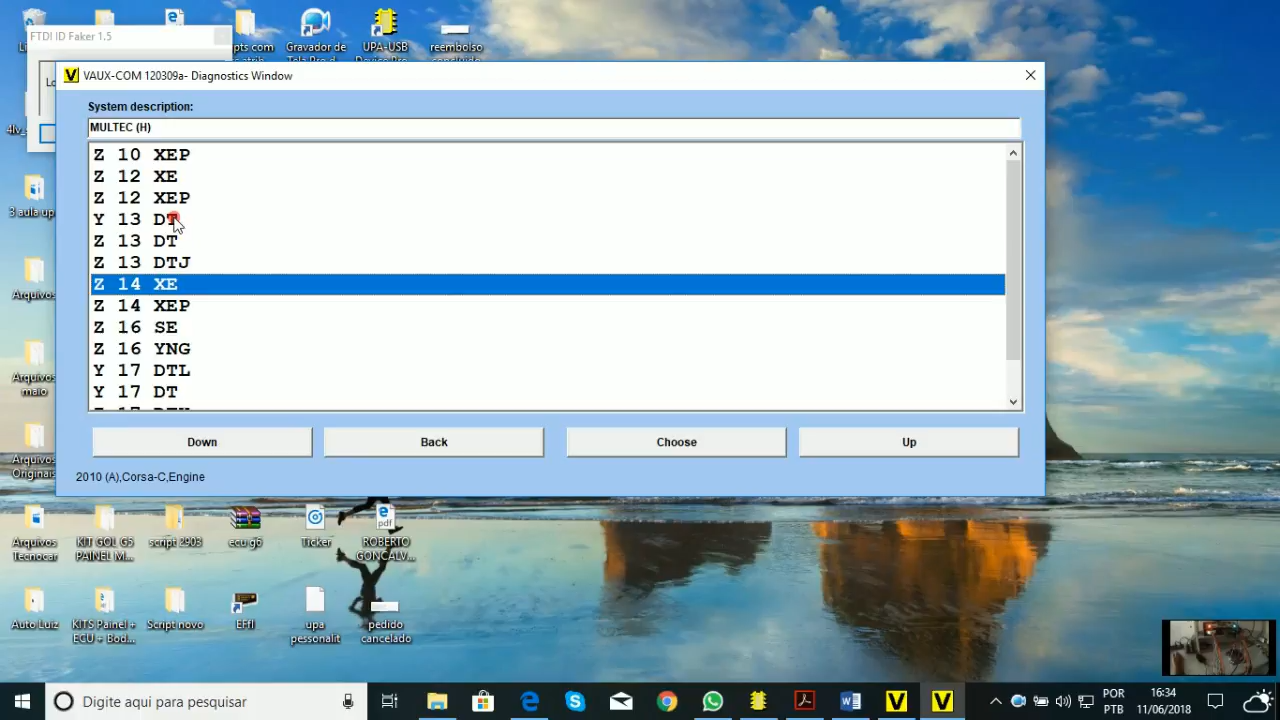 FTDI ID Faker 1.5
Gravador de
UPA-USB
reembolso
concluido
VAUX-COM 120309a- Diagnostics Window
System description:
MULTEC (H)
Z 10 XEP
Z 12 XE
Z 12 XEP
Y 13 DT
Z 13 DT
Z 13 DTJ
Z 14 XE
Z 14 XEP
Z 16 SE
Z 16 YNG
Y 17 DTL
Y 17 DT
Down
Back
Choose
Up
2010 (A),Corsa-C,Engine
3 aula up
Arquivos
Arquivos
maio
Arquivos
Originais
Arquivos
Tecnocar
KIT GOL G5
PAINEL M...
script 2903
ecu g6
Ticker
pdf
ROBERTO
GONCALV...
Auto Luiz
KITS Painel +
ECU + Bod...
Script novo
EFfI
upa
pessonalit
pedido
cancelado
Digite aqui para pesquisar
POR
PTB
16:34
11/06/2018